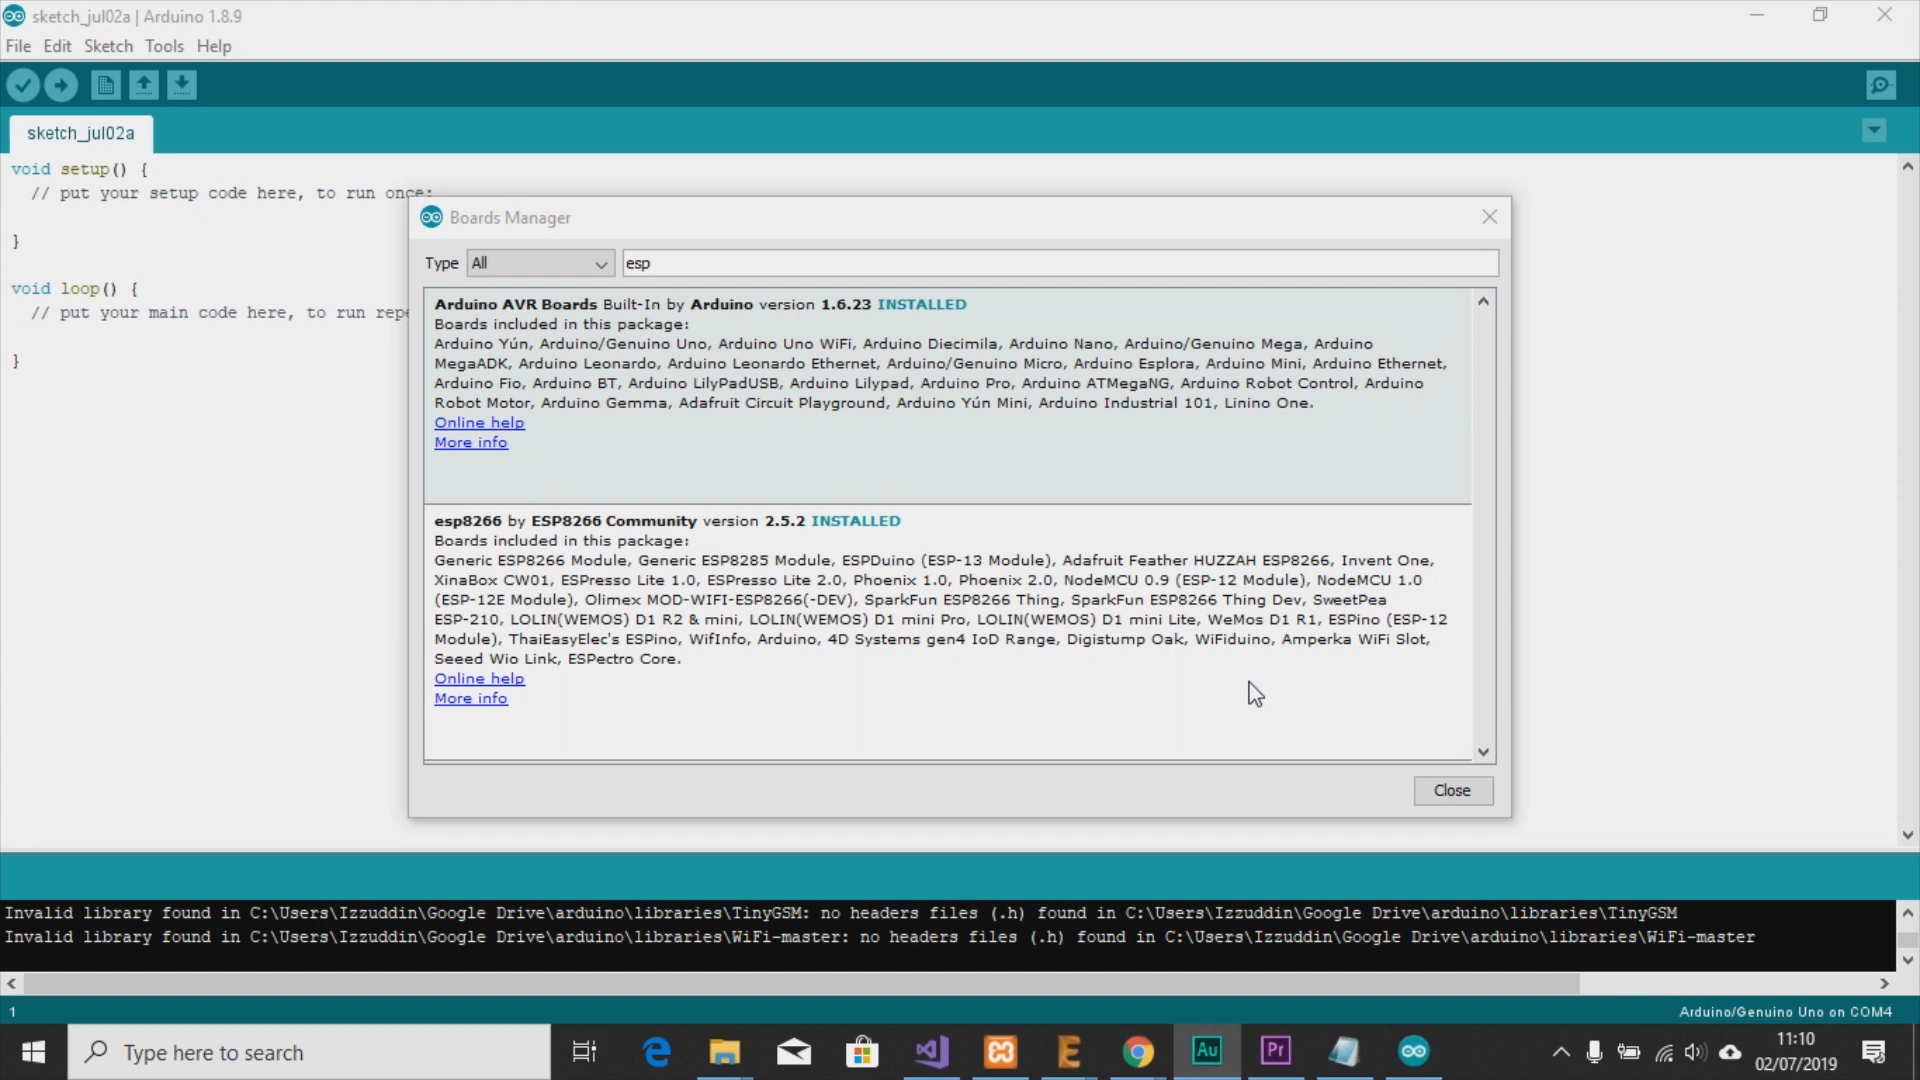 sketch_jul02a | Arduino 1.8.9
File Edit Sketch Tools Help
sketch_jul02a
void setup() {
// put your setup code here, to run once:
}
void loop() {
// put your main code here, to run repe
}
Boards Manager
Type All esp
Arduino AVR Boards Built-In by Arduino version 1.6.23 INSTALLED
Boards included in this package:
Arduino Yún, Arduino/Genuino Uno, Arduino Uno WiFi, Arduino Diecimila, Arduino Nano, Arduino/Genuino Mega, Arduino
MegaADK, Arduino Leonardo, Arduino Leonardo Ethernet, Arduino/Genuino Micro, Arduino Esplora, Arduino Mini, Arduino Ethernet,
Arduino Fio, Arduino BT, Arduino LilyPadUSB, Arduino Lilypad, Arduino Pro, Arduino ATMegaNG, Arduino Robot Control, Arduino
Robot Motor, Arduino Gemma, Adafruit Circuit Playground, Arduino Yún Mini, Arduino Industrial 101, Linino One.
Online help
More info
esp8266 by ESP8266 Community version 2.5.2 INSTALLED
Boards included in this package:
Generic ESP8266 Module, Generic ESP8285 Module, ESPDuino (ESP-13 Module), Adafruit Feather HUZZAH ESP8266, Invent One,
XinaBox CW01, ESPresso Lite 1.0, ESPresso Lite 2.0, Phoenix 1.0, Phoenix 2.0, NodeMCU 0.9 (ESP-12 Module), NodeMCU 1.0
(ESP-12E Module), Olimex MOD-WIFI-ESP8266(-DEV), SparkFun ESP8266 Thing, SparkFun ESP8266 Thing Dev, SweetPea
ESP-210, LOLIN(WEMOS) D1 R2 & mini, LOLIN(WEMOS) D1 mini Pro, LOLIN(WEMOS) D1 mini Lite, WeMos D1 R1, ESPino (ESP-12
Module), ThaiEasyElec's ESPino, WifInfo, Arduino, 4D Systems gen4 IoD Range, Digistump Oak, WiFiduino, Amperka WiFi Slot,
Seeed Wio Link, ESPectro Core.
Online help
More info
Close
Invalid library found in C:\Users\Izzuddin\Google Drive\arduino\libraries\TinyGSM: no headers files (.h) found in C:\Users\Izzuddin\Google Drive\arduino\libraries\TinyGSM
Invalid library found in C:\Users\Izzuddin\Google Drive\arduino\libraries\WiFi-master: no headers files (.h) found in C:\Users\Izzuddin\Google Drive\arduino\libraries\WiFi-master
1
Arduino/Genuino Uno on COM4
Type here to search
Au
Pr
11:10
02/07/2019